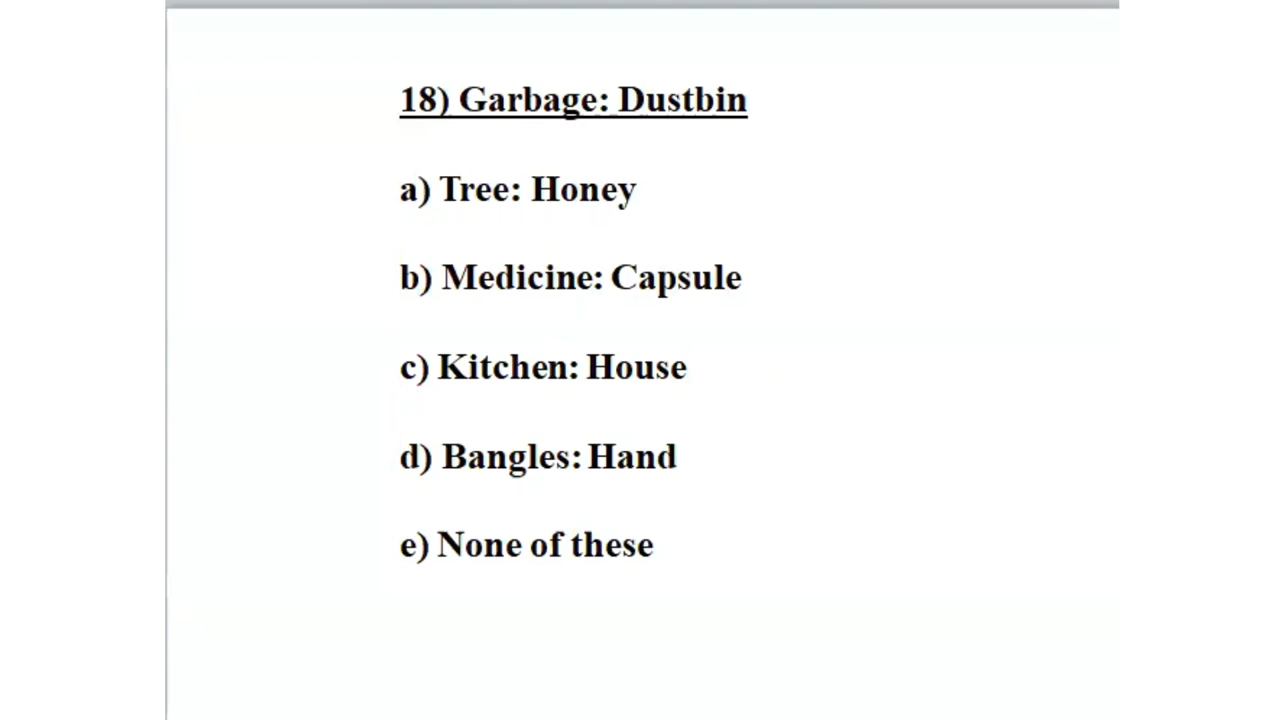 18) Garbage: Dustbin
a) Tree: Honey
b) Medicine: Capsule
c) Kitchen: House
d) Bangles: Hand
e) None of these